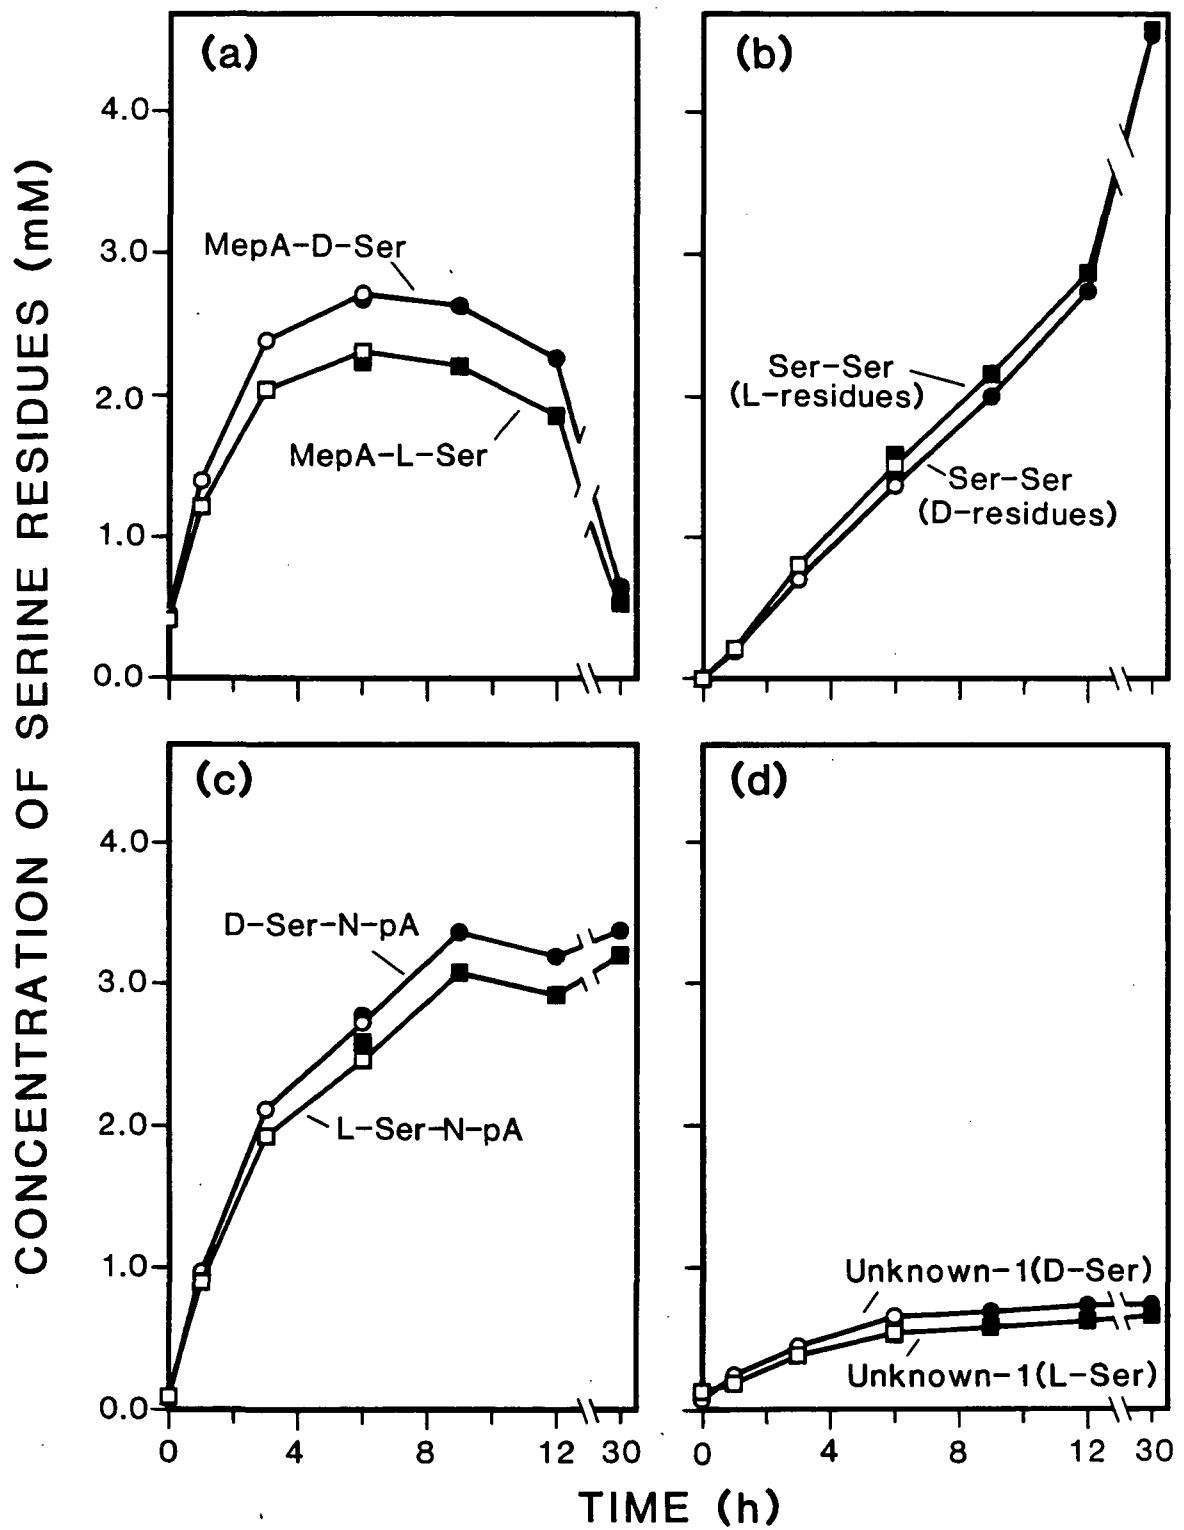 CONCENTRATION OF SERINE RESIDUES (mM)
(a)
4.0
3.0
2.0
1.0
0.0
MepA-D-Ser
MepA-L-Ser
(b)
Ser-Ser
(L-residues)
Ser-Ser
(D-residues)
(c)
4.0
3.0
2.0
1.0
0.0
D-Ser-N-pA
L-Ser-N-pA
0 4 8 12 30
(d)
Unknown-1(D-Ser)
Unknown-1(L-Ser)
0 4 8 12 30
TIME (h)